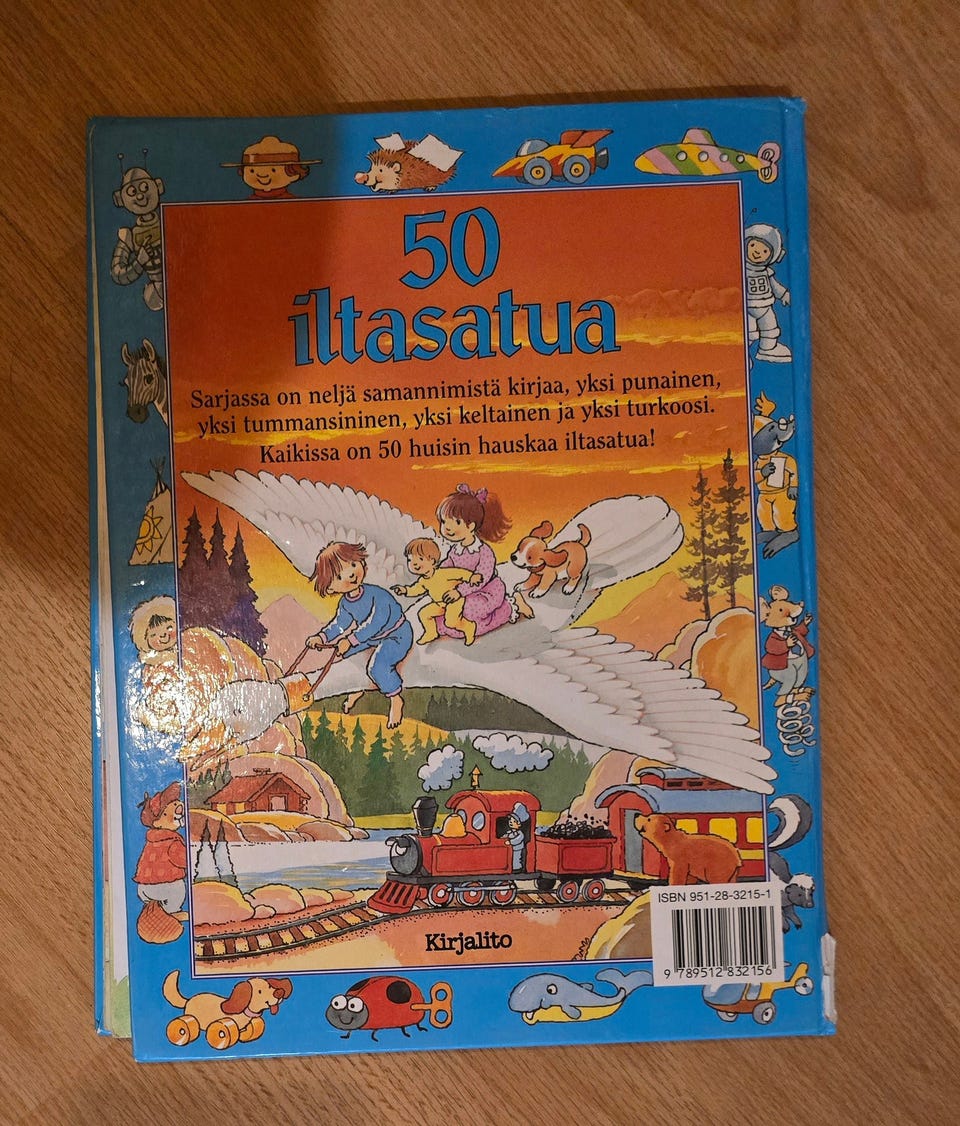 50
iltasatua
Sarjassa on neljä samannimistä kirjaa, yksi punainen,
yksi tummansininen, yksi keltainen ja yksi turkoosi.
Kaikissa on 50 huisin hauskaa iltasatua!
Kirjalito
ISBN 951-28-3215-1
9 789512 832156